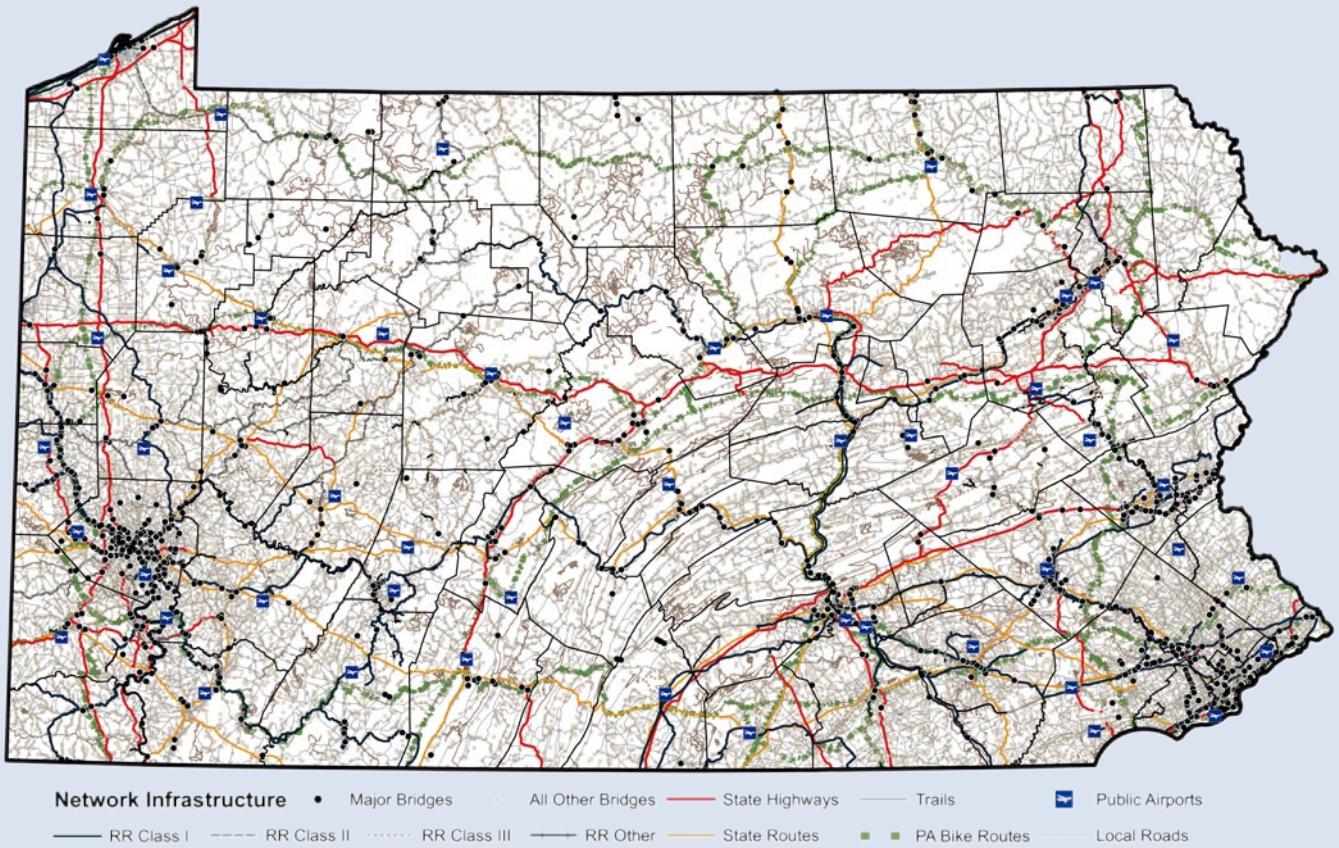 Network Infrastructure Major Bridges All Other Bridges State Highways Trails Public Airports
RR Class I RR Class II RR Class III RR Other State Routes PA Bike Routes Local Roads